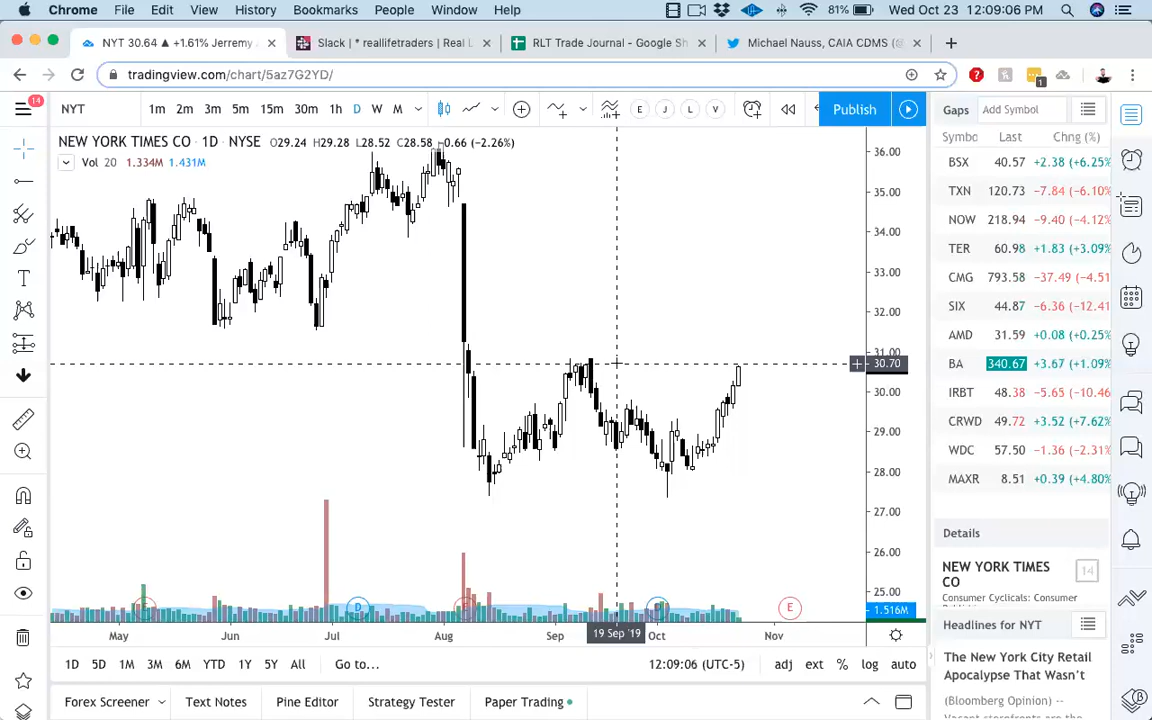 Chrome File Edit View History Bookmarks People Window Help 81% Wed Oct 23 12:09:06 PM
NYT 30.64 ▲ +1.61% Jerremy A
Slack | * reallifetraders | Real L
RLT Trade Journal - Google Sh
Michael Nauss, CAIA CDMS (@
tradingview.com/chart/5az7G2YD/
14
NYT 1m 2m 3m 5m 15m 30m 1h D W M E J L V Publish
Gaps Add Symbol
Symbo Last Chng (%)
NEW YORK TIMES CO · 1D · NYSE O29.24 H29.28 L28.52 C28.58 −0.66 (−2.26%)
Vol 20 1.334M 1.431M
BSX 40.57 +2.38 (+6.25%
TXN 120.73 −7.84 (−6.10%
NOW 218.94 −9.40 (−4.12%
TER 60.98 +1.83 (+3.09%
CMG 793.58 −37.49 (−4.51
SIX 44.87 −6.36 (−12.41
AMD 31.59 +0.08 (+0.25%
BA 340.67 +3.67 (+1.09%
IRBT 48.38 −5.65 (−10.46
CRWD 49.72 +3.52 (+7.62%
WDC 57.50 −1.36 (−2.31%
MAXR 8.51 +0.39 (+4.80%
36.00
35.00
34.00
33.00
32.00
31.00
30.70
30.00
29.00
28.00
27.00
26.00
25.00
1.516M
E D E E
May Jun Jul Aug Sep 19 Sep '19 Oct Nov
Details
NEW YORK TIMES CO
14
Consumer Cyclicals: Consumer
Headlines for NYT
The New York City Retail
Apocalypse That Wasn't
(Bloomberg Opinion) --
1D 5D 1M 3M 6M YTD 1Y 5Y All Go to... 12:09:06 (UTC-5) adj ext % log auto
Forex Screener Text Notes Pine Editor Strategy Tester Paper Trading